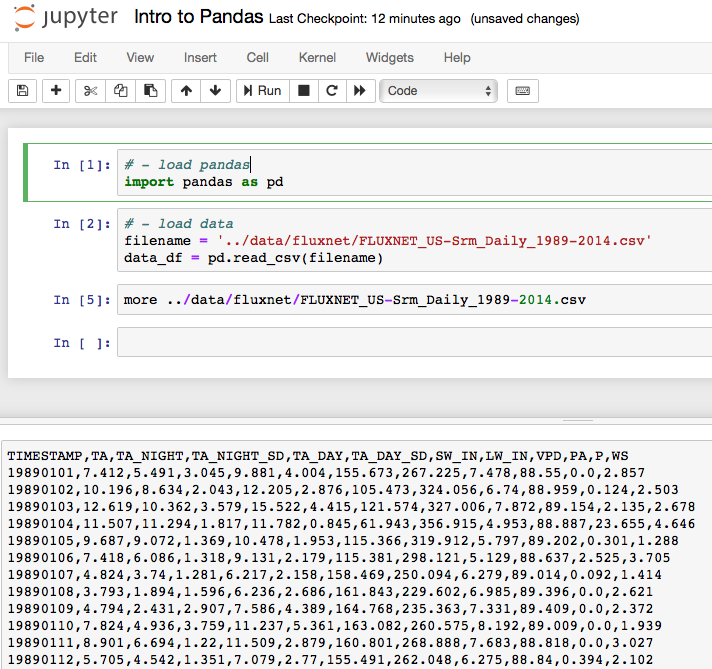 jupyter Intro to Pandas Last Checkpoint: 12 minutes ago (unsaved changes)
File Edit View Insert Cell Kernel Widgets Help
Run Code
In [1]: # - load pandas
import pandas as pd
In [2]: # - load data
filename = '../data/fluxnet/FLUXNET_US-Srm_Daily_1989-2014.csv'
data_df = pd.read_csv(filename)
In [5]: more ../data/fluxnet/FLUXNET_US-Srm_Daily_1989-2014.csv
In [ ]:
TIMESTAMP,TA,TA_NIGHT,TA_NIGHT_SD,TA_DAY,TA_DAY_SD,SW_IN,LW_IN,VPD,PA,P,WS
19890101,7.412,5.491,3.045,9.881,4.004,155.673,267.225,7.478,88.55,0.0,2.857
19890102,10.196,8.634,2.043,12.205,2.876,105.473,324.056,6.74,88.959,0.124,2.503
19890103,12.619,10.362,3.579,15.522,4.415,121.574,327.006,7.872,89.154,2.135,2.678
19890104,11.507,11.294,1.817,11.782,0.845,61.943,356.915,4.953,88.887,23.655,4.646
19890105,9.687,9.072,1.369,10.478,1.953,115.366,319.912,5.797,89.202,0.301,1.288
19890106,7.418,6.086,1.318,9.131,2.179,115.381,298.121,5.129,88.637,2.525,3.705
19890107,4.824,3.74,1.281,6.217,2.158,158.469,250.094,6.279,89.014,0.092,1.414
19890108,3.793,1.894,1.596,6.236,2.686,161.843,229.602,6.985,89.396,0.0,2.621
19890109,4.794,2.431,2.907,7.586,4.389,164.768,235.363,7.331,89.409,0.0,2.372
19890110,7.824,4.936,3.759,11.237,5.361,163.082,260.575,8.192,89.009,0.0,1.939
19890111,8.901,6.694,1.22,11.509,2.879,160.801,268.888,7.683,88.818,0.0,3.027
19890112,5.705,4.542,1.351,7.079,2.77,155.491,262.048,6.275,88.84,0.394,2.102